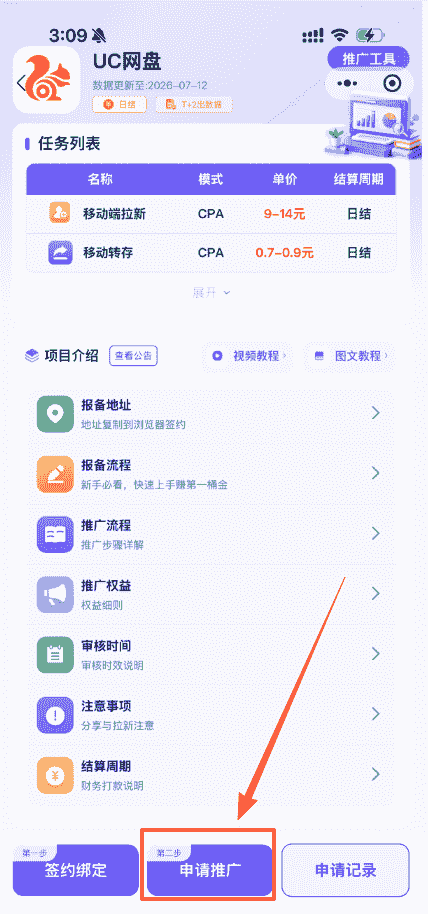 3:09
UC网盘
推广工具
数据更新至:2026-07-12
日结
T+2出数据
任务列表
名称 模式 单价 结算周期
移动端拉新 CPA 9-14元 日结
移动转存 CPA 0.7-0.9元 日结
展开
项目介绍 查看公告 视频教程 图文教程
报备地址
地址复制到浏览器签约
报备流程
新手必看，快速上手赚第一桶金
推广流程
推广步骤详解
推广权益
权益细则
审核时间
审核时效说明
注意事项
分享与拉新注意
结算周期
财务打款说明
第一步
签约绑定
第二步
申请推广
申请记录